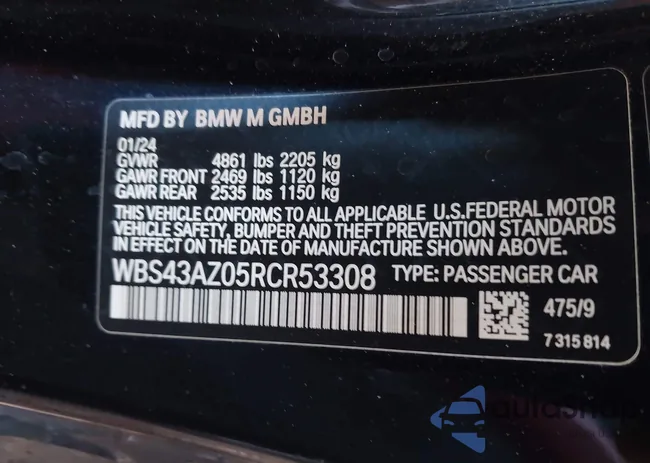 MFD BY BMW M GMBH
01/24
GVWR 4861 lbs 2205 kg
GAWR FRONT 2469 lbs 1120 kg
GAWR REAR 2535 lbs 1150 kg
THIS VEHICLE CONFORMS TO ALL APPLICABLE U.S.FEDERAL MOTOR
VEHICLE SAFETY, BUMPER AND THEFT PREVENTION STANDARDS
IN EFFECT ON THE DATE OF MANUFACTURE SHOWN ABOVE.
WBS43AZ05RCR53308 TYPE: PASSENGER CAR
475/9
7 315 814